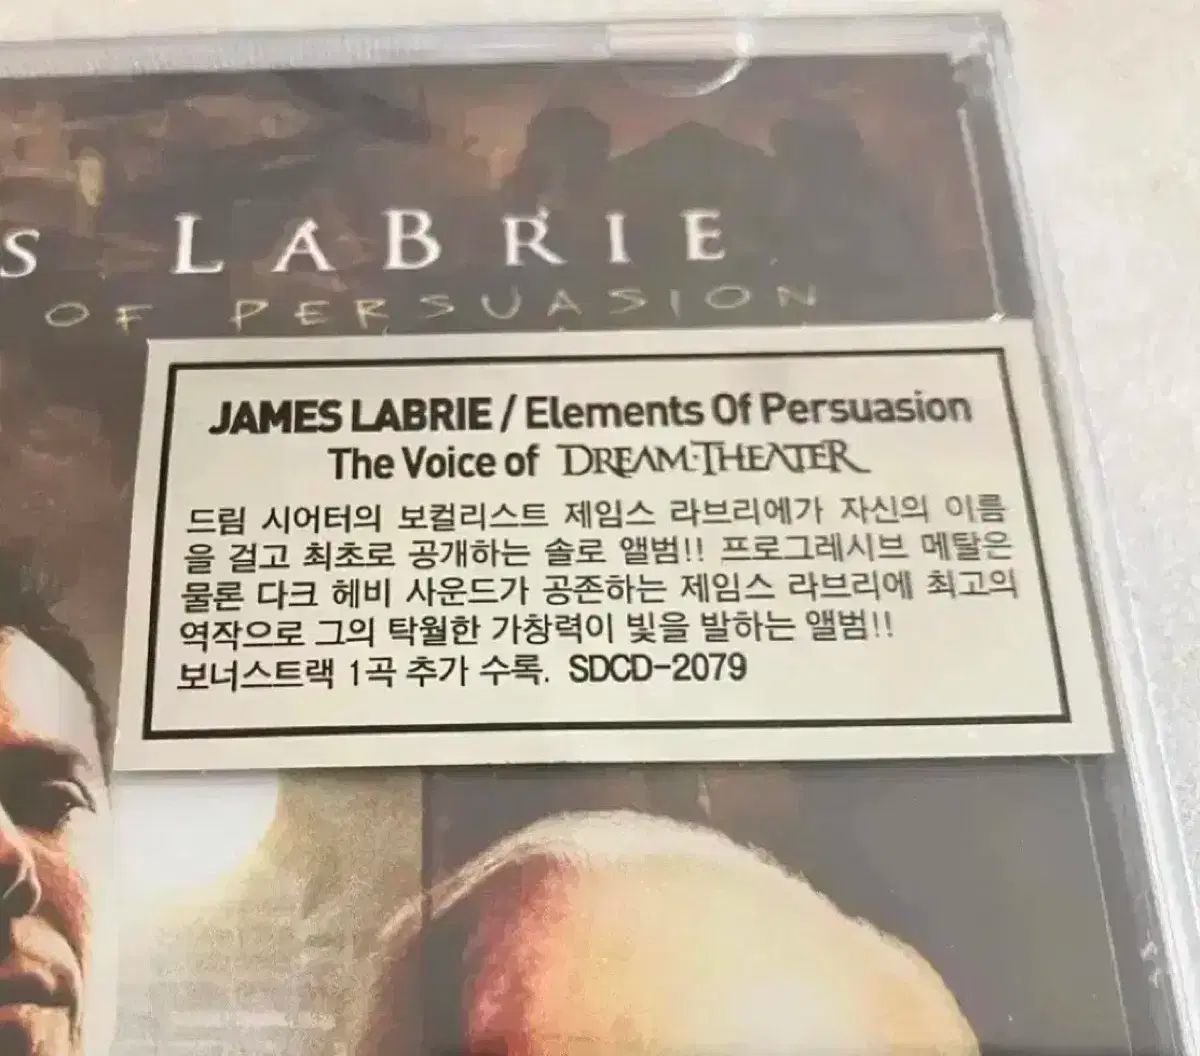 S LABRIE
OF PERSUASION
JAMES LABRIE / Elements Of Persuasion
The Voice of DREAM THEATER
드림 시어터의 보컬리스트 제임스 라브리에가 자신의 이름
을 걸고 최초로 공개하는 솔로 앨범!! 프로그레시브 메탈은
물론 다크 헤비 사운드가 공존하는 제임스 라브리에 최고의
역작으로 그의 탁월한 가창력이 빛을 발하는 앨범!!
보너스트랙 1곡 추가 수록. SDCD-2079